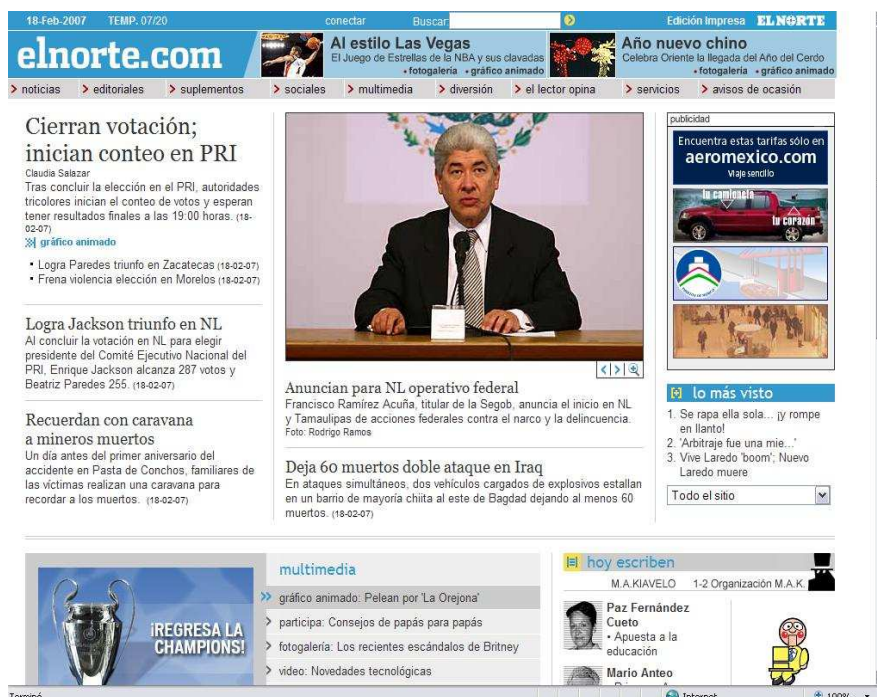 18-Feb-2007 TEMP. 07/20 conectar Buscar: Edición Impresa EL NORTE
elnorte.com
Al estilo Las Vegas
El Juego de Estrellas de la NBA y sus clavadas
• fotogalería • gráfico animado
Año nuevo chino
Celebra Oriente la llegada del Año del Cerdo
• fotogalería • gráfico animado
> noticias > editoriales > suplementos > sociales > multimedia > diversión > el lector opina > servicios > avisos de ocasión
Cierran votación;
inician conteo en PRI
Claudia Salazar
Tras concluir la elección en el PRI, autoridades
tricolores inician el conteo de votos y esperan
tener resultados finales a las 19:00 horas. (18-
02-07)
gráfico animado
• Logra Paredes triunfo en Zacatecas (18-02-07)
• Frena violencia elección en Morelos (18-02-07)
Logra Jackson triunfo en NL
Al concluir la votación en NL para elegir
presidente del Comité Ejecutivo Nacional del
PRI, Enrique Jackson alcanza 287 votos y
Beatriz Paredes 255. (18-02-07)
Recuerdan con caravana
a mineros muertos
Un día antes del primer aniversario del
accidente en Pasta de Conchos, familiares de
las víctimas realizan una caravana para
recordar a los muertos. (18-02-07)
Anuncian para NL operativo federal
Francisco Ramírez Acuña, titular de la Segob, anuncia el inicio en NL
y Tamaulipas de acciones federales contra el narco y la delincuencia.
Foto: Rodrigo Ramos
Deja 60 muertos doble ataque en Iraq
En ataques simultáneos, dos vehículos cargados de explosivos estallan
en un barrio de mayoría chiita al este de Bagdad dejando al menos 60
muertos. (18-02-07)
publicidad
Encuentra estas tarifas sólo en
aeromexico.com
Viaje sencillo
tu camioneta
tu corazón
lo más visto
1. Se rapa ella sola... ¡y rompe
en llanto!
2. 'Arbitraje fue una mie...'
3. Vive Laredo 'boom'; Nuevo
Laredo muere
Todo el sitio
¡REGRESA LA
CHAMPIONS!
multimedia
gráfico animado: Pelean por 'La Orejona'
> participa: Consejos de papás para papás
> fotogalería: Los recientes escándalos de Britney
> video: Novedades tecnológicas
hoy escriben
M.A.KIAVELO 1-2 Organización M.A.K.
Paz Fernández
Cueto
• Apuesta a la
educación
Mario Anteo
Terminó Internet 100%